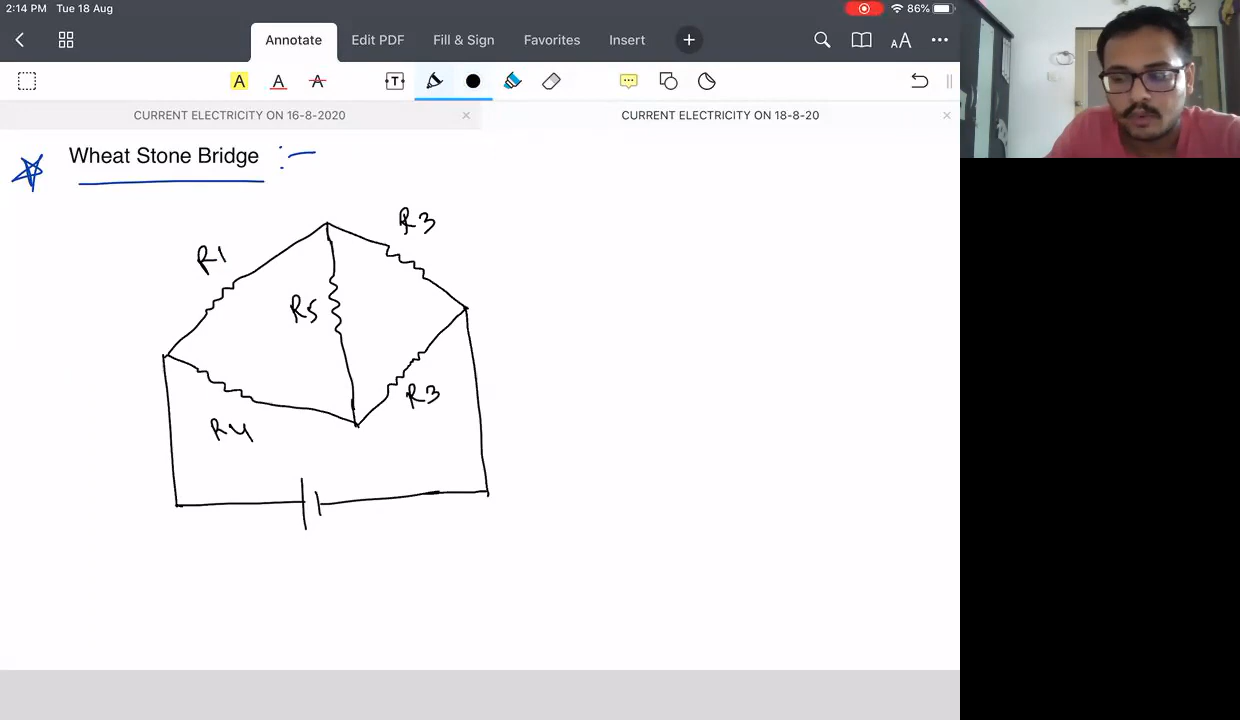 2:14 PM Tue 18 Aug
86%
Annotate Edit PDF Fill & Sign Favorites Insert
A A A T AA
CURRENT ELECTRICITY ON 16-8-2020
CURRENT ELECTRICITY ON 18-8-20
Wheat Stone Bridge :-
R3
R1
R5
R3
R4